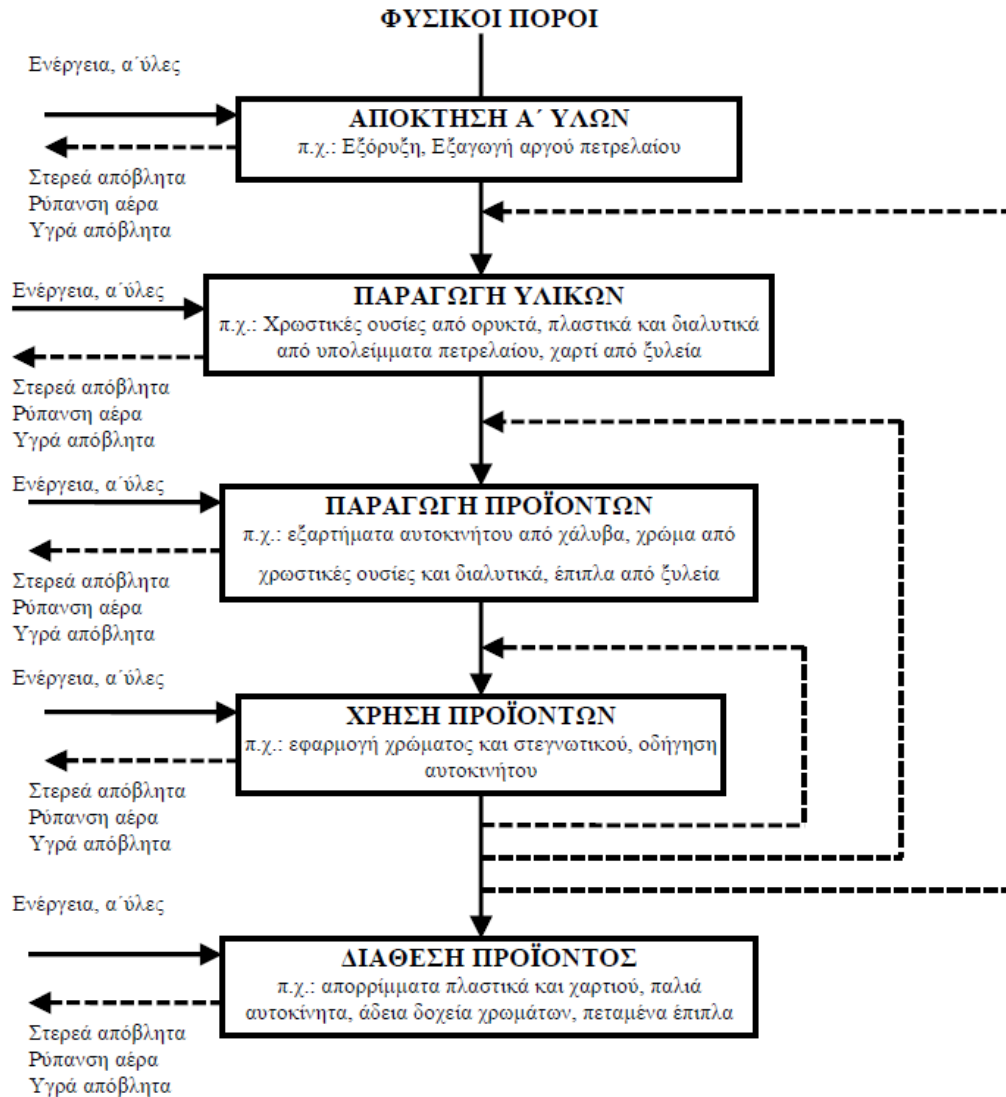 ΦΥΣΙΚΟΙ ΠΟΡΟΙ
Ενέργεια, α΄ύλες
ΑΠΟΚΤΗΣΗ Α΄ ΥΛΩΝ
π.χ.: Εξόρυξη, Εξαγωγή αργού πετρελαίου
Στερεά απόβλητα
Ρύπανση αέρα
Υγρά απόβλητα
Ενέργεια, α΄ύλες
ΠΑΡΑΓΩΓΗ ΥΛΙΚΩΝ
π.χ.: Χρωστικές ουσίες από ορυκτά, πλαστικά και διαλυτικά
από υπολείμματα πετρελαίου, χαρτί από ξυλεία
Στερεά απόβλητα
Ρύπανση αέρα
Υγρά απόβλητα
Ενέργεια, α΄ύλες
ΠΑΡΑΓΩΓΗ ΠΡΟΪΟΝΤΩΝ
π.χ.: εξαρτήματα αυτοκινήτου από χάλυβα, χρώμα από
χρωστικές ουσίες και διαλυτικά, έπιπλα από ξυλεία
Στερεά απόβλητα
Ρύπανση αέρα
Υγρά απόβλητα
Ενέργεια, α΄ύλες
ΧΡΗΣΗ ΠΡΟΪΟΝΤΩΝ
π.χ.: εφαρμογή χρώματος και στεγνωτικού, οδήγηση
αυτοκινήτου
Στερεά απόβλητα
Ρύπανση αέρα
Υγρά απόβλητα
Ενέργεια, α΄ύλες
ΔΙΑΘΕΣΗ ΠΡΟΪΟΝΤΟΣ
π.χ.: απορρίμματα πλαστικά και χαρτιού, παλιά
αυτοκίνητα, άδεια δοχεία χρωμάτων, πεταμένα έπιπλα
Στερεά απόβλητα
Ρύπανση αέρα
Υγρά απόβλητα